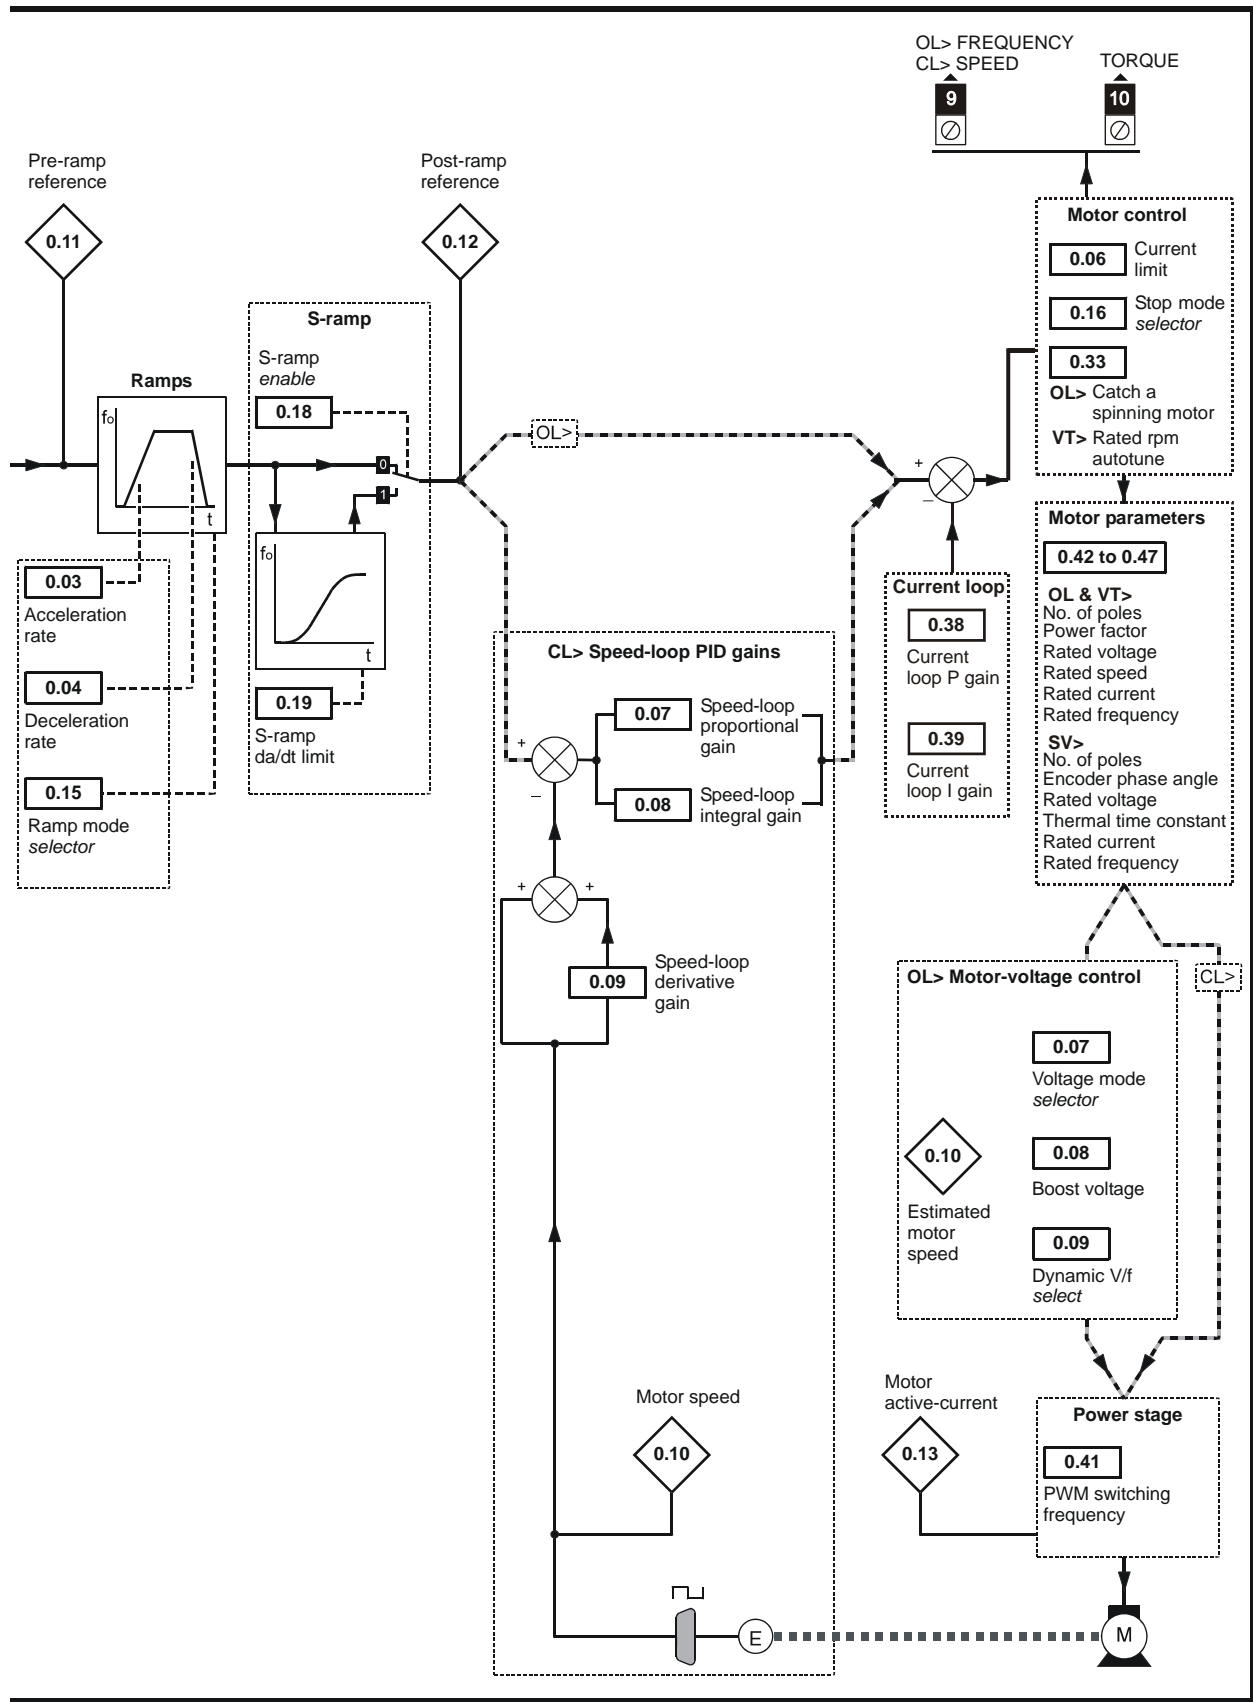 OL> FREQUENCY
CL> SPEED
TORQUE
9
10
Pre-ramp
reference
0.11
Post-ramp
reference
0.12
Motor control
0.06
Current
limit
0.16
Stop mode
selector
0.33
OL> Catch a
spinning motor
VT> Rated rpm
autotune
S-ramp
S-ramp
enable
0.18
0
1
fo
t
0.19
S-ramp
da/dt limit
Ramps
fo
t
0.03
Acceleration
rate
0.04
Deceleration
rate
0.15
Ramp mode
selector
OL>
+
–
Current loop
0.38
Current
loop P gain
0.39
Current
loop I gain
Motor parameters
0.42 to 0.47
OL & VT>
No. of poles
Power factor
Rated voltage
Rated speed
Rated current
Rated frequency
SV>
No. of poles
Encoder phase angle
Rated voltage
Thermal time constant
Rated current
Rated frequency
CL> Speed-loop PID gains
0.07
Speed-loop
proportional
gain
+
–
0.08
Speed-loop
integral gain
+
+
0.09
Speed-loop
derivative
gain
OL> Motor-voltage control
CL>
0.07
Voltage mode
selector
0.10
Estimated
motor
speed
0.08
Boost voltage
0.09
Dynamic V/f
select
Motor speed
0.10
Motor
active-current
0.13
Power stage
0.41
PWM switching
frequency
E
M